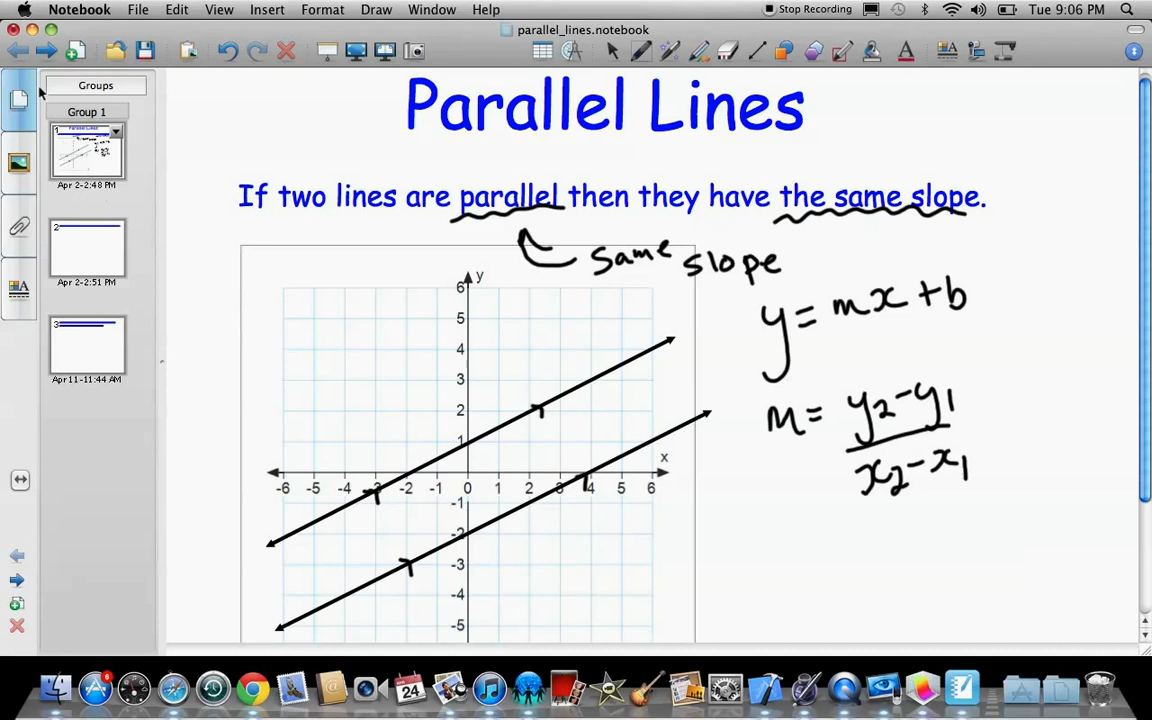 Notebook File Edit View Insert Format Draw Window Help Stop Recording Tue 9:06 PM
parallel_lines.notebook
Groups
Group 1
1
Apr 2-2:48 PM
2
Apr 2-2:51 PM
3
Apr 11-11:44 AM
Parallel Lines
If two lines are parallel then they have the same slope.
same slope
y = mx + b
m = y2 - y1
x2 - x1
y
6
5
4
3
2
1
x
-6 -5 -4 -3 -2 -1 0 1 2 3 4 5 6
-1
-2
-3
-4
-5
6
24